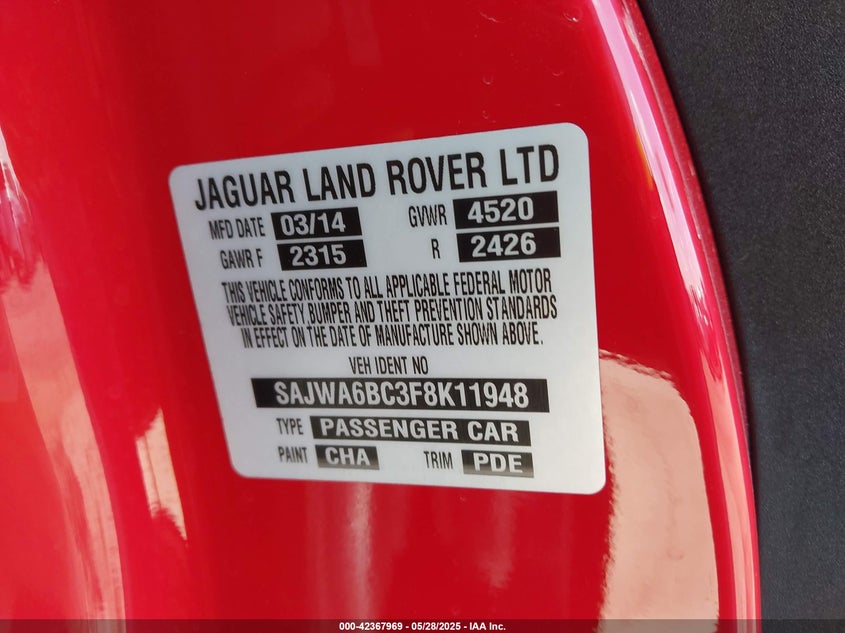 JAGUAR LAND ROVER LTD
MFD DATE 03/14 GVWR 4520
GAWR F 2315 R 2426
THIS VEHICLE CONFORMS TO ALL APPLICABLE FEDERAL MOTOR
VEHICLE SAFETY BUMPER AND THEFT PREVENTION STANDARDS
IN EFFECT ON THE DATE OF MANUFACTURE SHOWN ABOVE.
VEH IDENT NO
SAJWA6BC3F8K11948
TYPE PASSENGER CAR
PAINT CHA TRIM PDE
000-42367969 — 05/28/2025 — IAA Inc.